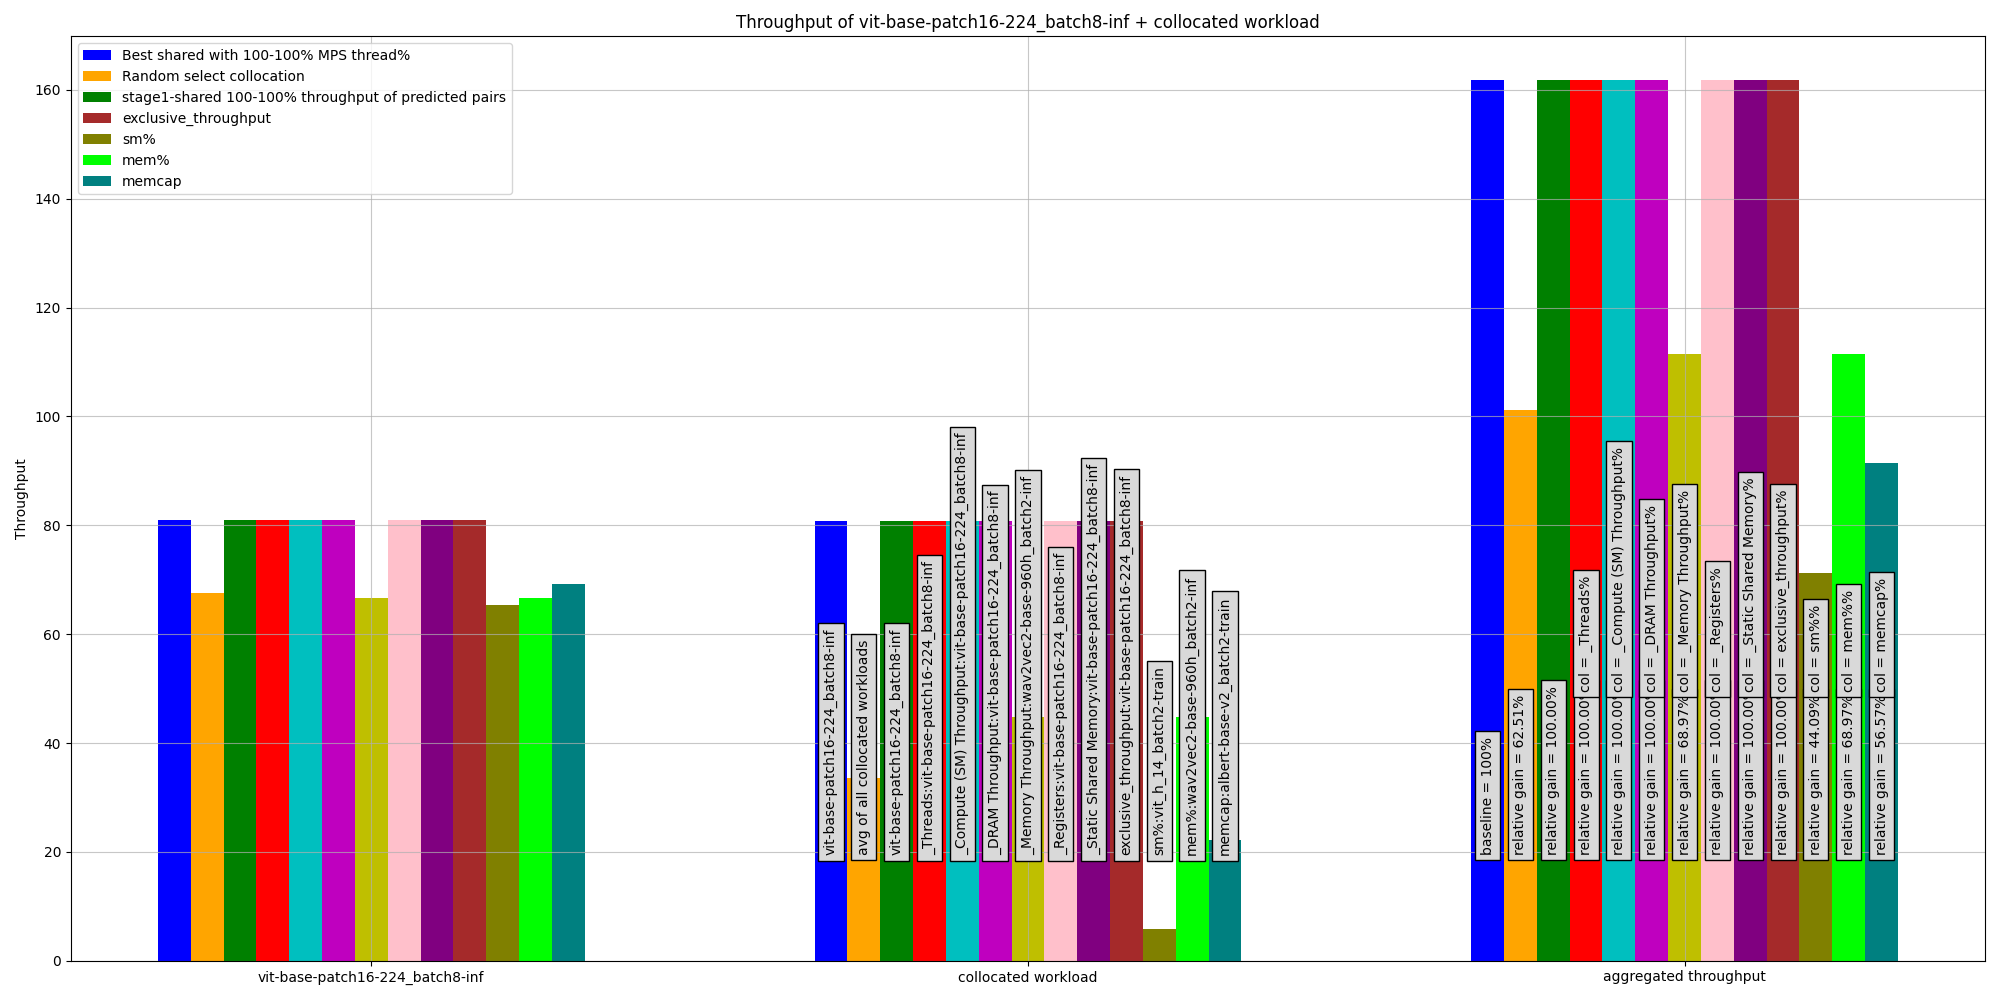 Throughput of vit-base-patch16-224_batch8-inf + collocated workload
Best shared with 100-100% MPS thread%
Random select collocation
stage1-shared 100-100% throughput of predicted pairs
exclusive_throughput
sm%
mem%
memcap
Throughput
160
140
120
100
80
60
40
20
0
vit-base-patch16-224_batch8-inf
avg of all collocated workloads
vit-base-patch16-224_batch8-inf
_Threads:vit-base-patch16-224_batch8-inf
_Compute (SM) Throughput:vit-base-patch16-224_batch8-inf
_DRAM Throughput:vit-base-patch16-224_batch8-inf
_Memory Throughput:wav2vec2-base-960h_batch2-inf
_Registers:vit-base-patch16-224_batch8-inf
_Static Shared Memory:vit-base-patch16-224_batch8-inf
exclusive_throughput:vit-base-patch16-224_batch8-inf
sm%:vit_h_14_batch2-train
mem%:wav2vec2-base-960h_batch2-inf
memcap:albert-base-v2_batch2-train
baseline = 100%
relative gain = 62.51%
relative gain = 100.00%
relative gain = 100.00%
col = _Threads%
relative gain = 100.00%
col = _Compute (SM) Throughput%
relative gain = 100.00%
col = _DRAM Throughput%
relative gain = 68.97%
col = _Memory Throughput%
relative gain = 100.00%
col = _Registers%
relative gain = 100.00%
col = _Static Shared Memory%
relative gain = 100.00%
col = exclusive_throughput%
relative gain = 44.09%
col = sm%%
relative gain = 68.97%
col = mem%%
relative gain = 56.57%
col = memcap%
vit-base-patch16-224_batch8-inf
collocated workload
aggregated throughput